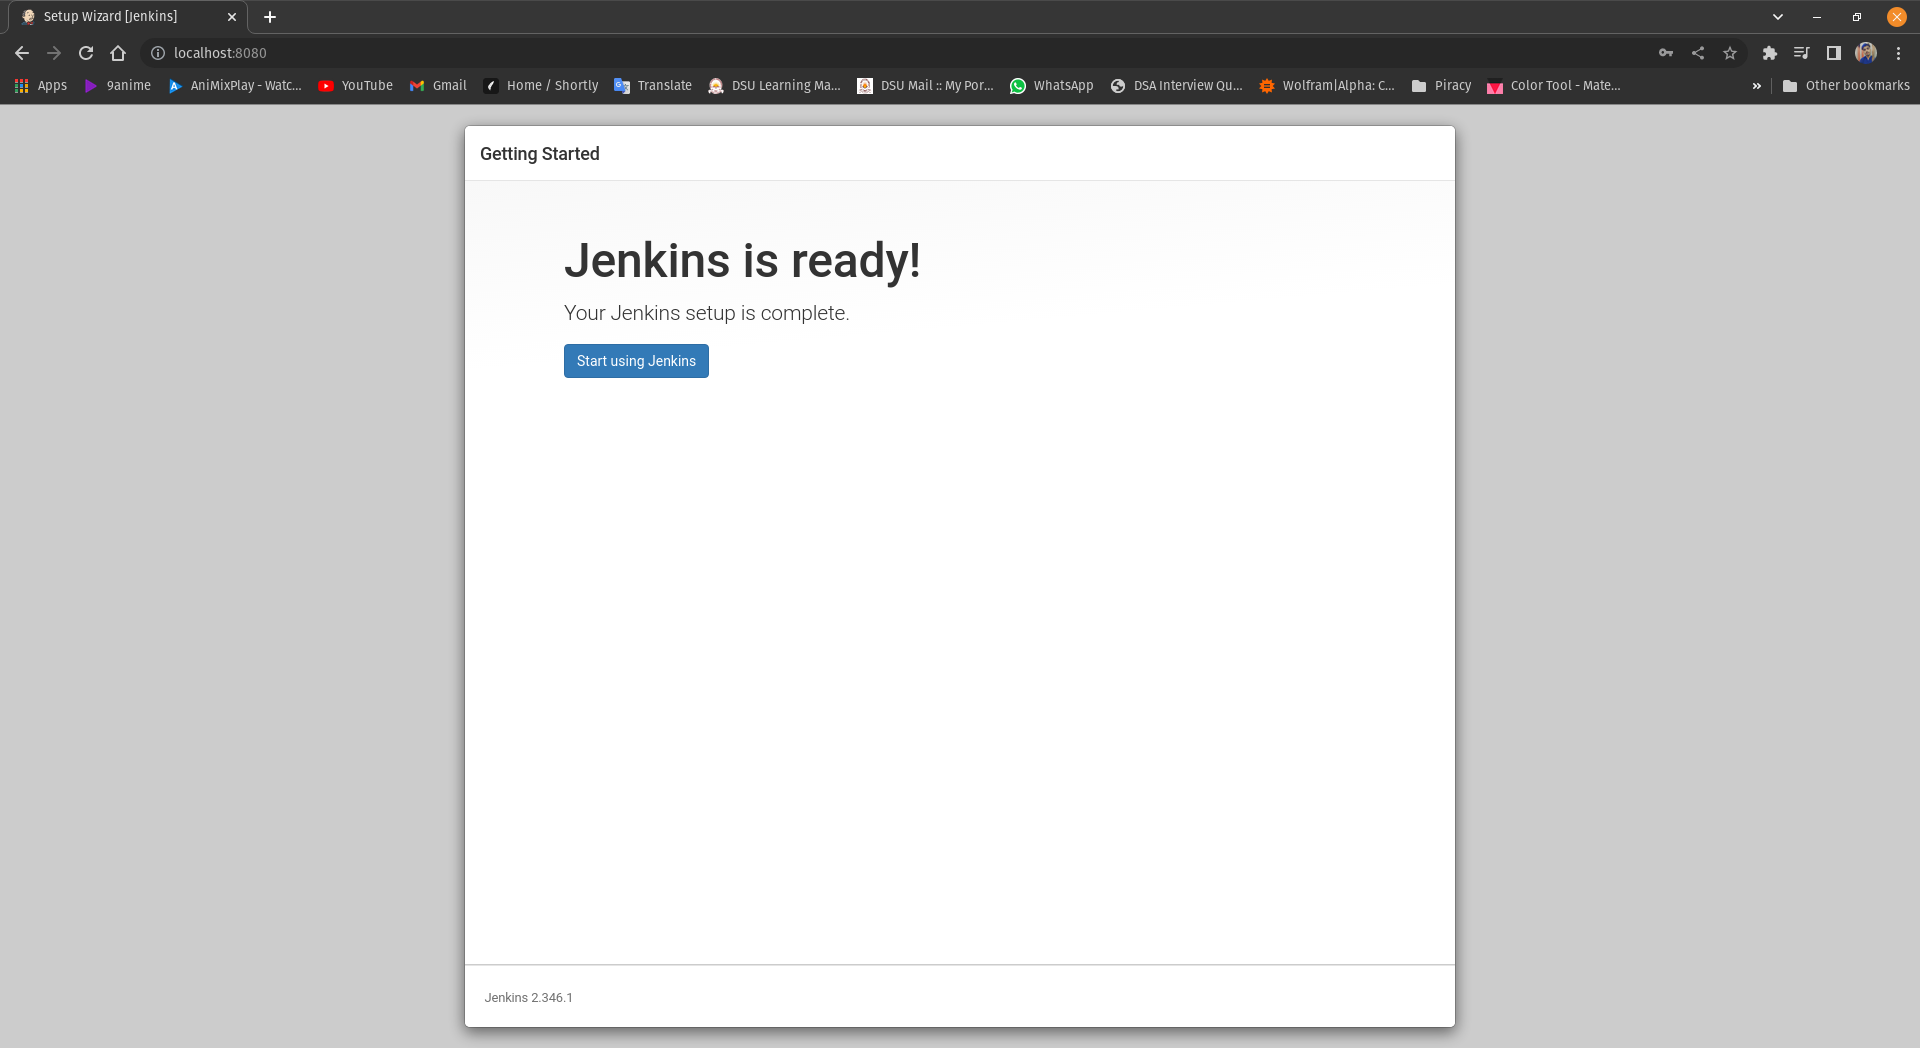 Setup Wizard [Jenkins]
localhost:8080
Apps 9anime AniMixPlay - Watc... YouTube Gmail Home / Shortly Translate DSU Learning Ma... DSU Mail :: My Por... WhatsApp DSA Interview Qu... Wolfram|Alpha: C... Piracy Color Tool - Mate... » Other bookmarks
Getting Started
Jenkins is ready!
Your Jenkins setup is complete.
Start using Jenkins
Jenkins 2.346.1